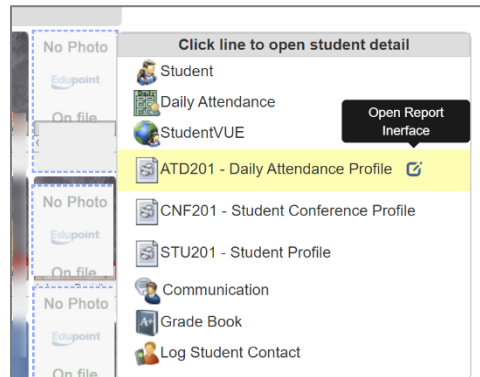 Click line to open student detail
No Photo
Edupoint
On file
Student
Daily Attendance
StudentVUE
Open Report
Inerface
ATD201 - Daily Attendance Profile
CNF201 - Student Conference Profile
STU201 - Student Profile
Communication
Grade Book
Log Student Contact
No Photo
Edupoint
On file
No Photo
Edupoint
On file